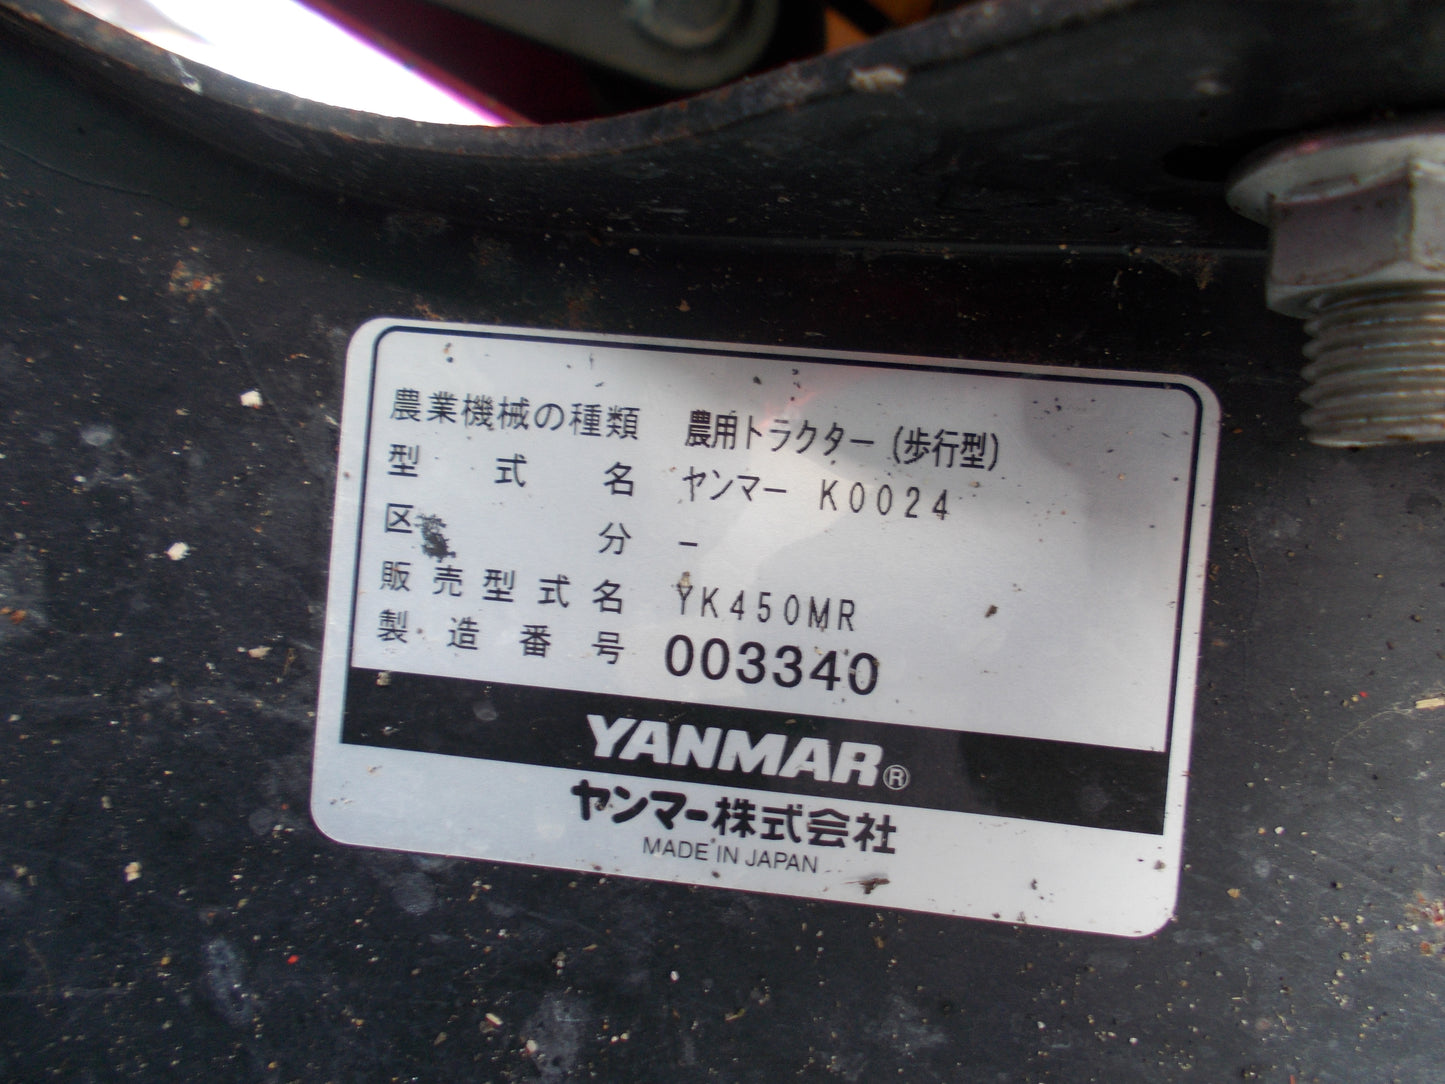 農業機械の種類 農用トラクター(歩行型)
型式名 ヤンマー K0024
区分 -
販売型式名 YK450MR
製造番号 003340
YANMAR®
ヤンマー株式会社
MADE IN JAPAN